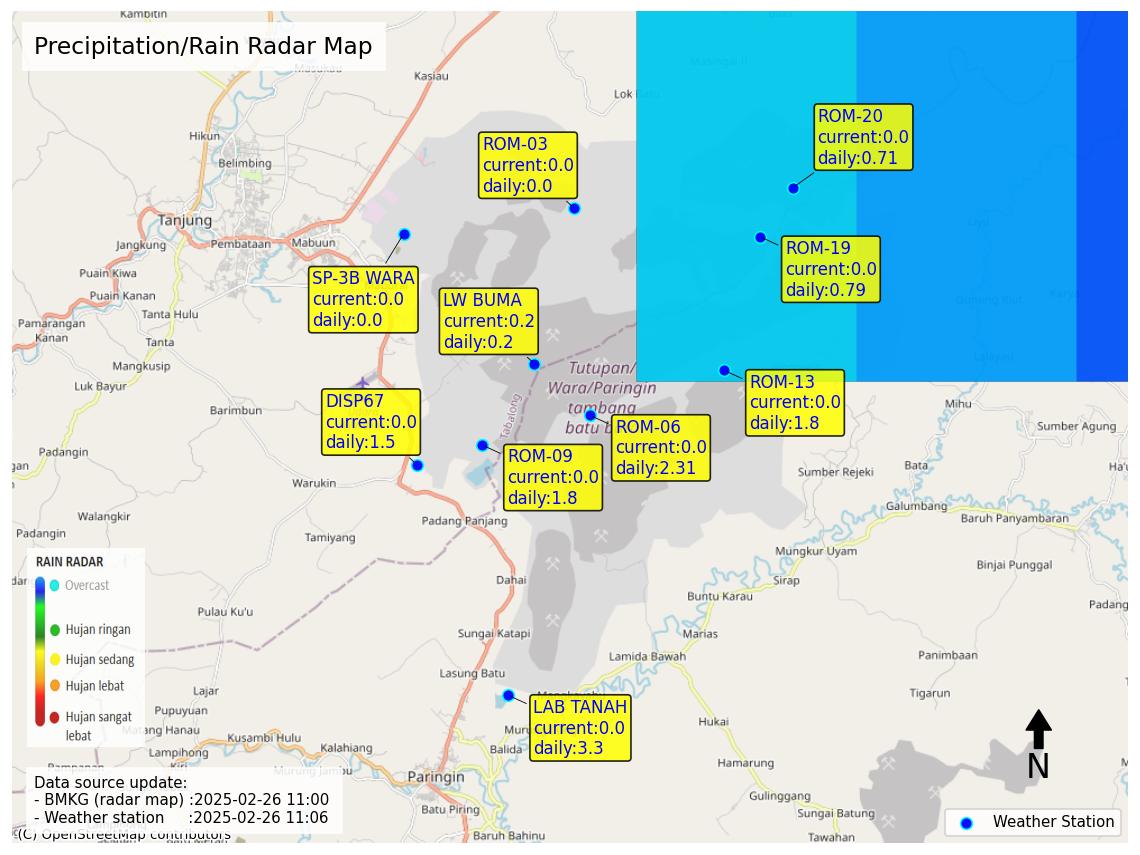 Kambitin
Precipitation/Rain Radar Map
Masukau
Kasiau
Masingai II
Lok Batu
Hikun
Belimbing
ROM-03
current:0.0
daily:0.0
ROM-20
current:0.0
daily:0.71
Tanjung
Jangkung
Pembataan
Mabuun
Puain Kiwa
Puain Kanan
ROM-19
current:0.0
daily:0.79
SP-3B WARA
current:0.0
daily:0.0
LW BUMA
current:0.2
daily:0.2
Tanta Hulu
Pamarangan
Kanan
Tanta
Mangkusip
Luk Bayur
Tutupan/
Wara/Paringin
tambang
Tabalong
ROM-13
current:0.0
daily:1.8
DISP67
current:0.0
daily:1.5
Barimbun
ROM-06
current:0.0
daily:2.31
Mihu
Sumber Agung
ROM-09
current:0.0
daily:1.8
Padangin
Warukin
Sumber Rejeki
Bata
Galumbang
Baruh Panyambaran
Walangkir
Padangin
Padang Panjang
Tamiyang
Mungkur Uyam
Binjai Punggal
Sirap
RAIN RADAR
Overcast
Hujan ringan
Hujan sedang
Hujan lebat
Hujan sangat
lebat
Dahai
Buntu Karau
Padang
Pulau Ku'u
Sungai Katapi
Marias
Lamida Bawah
Panimbaan
Lasung Batu
Lajar
Tigarun
Pupuyuan
Matang Hanau
LAB TANAH
current:0.0
daily:3.3
Hukai
Kusambi Hulu
Kalahiang
Balida
Lampihong
Murung Jambu
Hamarung
N
Paringin
Data source update:
- BMKG (radar map) :2025-02-26 11:00
- Weather station :2025-02-26 11:06
Gulinggang
Batu Piring
Sungai Batung
Weather Station
(C) OpenStreetMap contributors
Baruh Bahinu
Tawahan